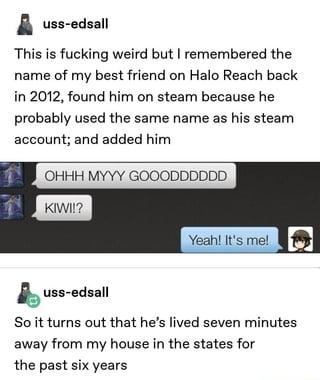 uss-edsall
This is fucking weird but I remembered the
name of my best friend on Halo Reach back
in 2012, found him on steam because he
probably used the same name as his steam
account; and added him
OHHH MYYY GOOODDDDDD
KIWI!?
Yeah! It's me!
uss-edsall
So it turns out that he's lived seven minutes
away from my house in the states for
the past six years